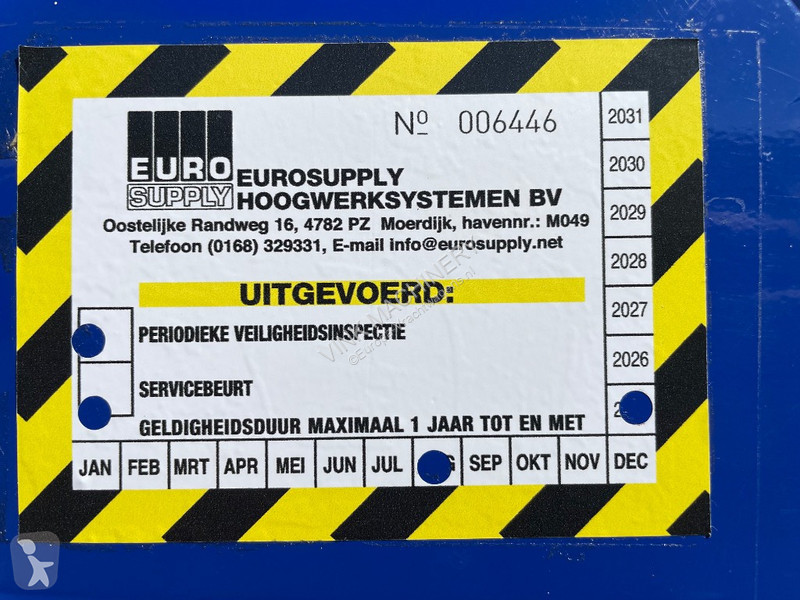 Nº 006446
EURO
SUPPLY
EUROSUPPLY
HOOGWERKSYSTEMEN BV
Oostelijke Randweg 16, 4782 PZ Moerdijk, havennr.: M049
Telefoon (0168) 329331, E-mail info@eurosupply.net
UITGEVOERD:
PERIODIEKE VEILIGHEIDSINSPECTIE
SERVICEBEURT
GELDIGHEIDSDUUR MAXIMAAL 1 JAAR TOT EN MET
2031
2030
2029
2028
2027
2026
JAN FEB MRT APR MEI JUN JUL SEP OKT NOV DEC